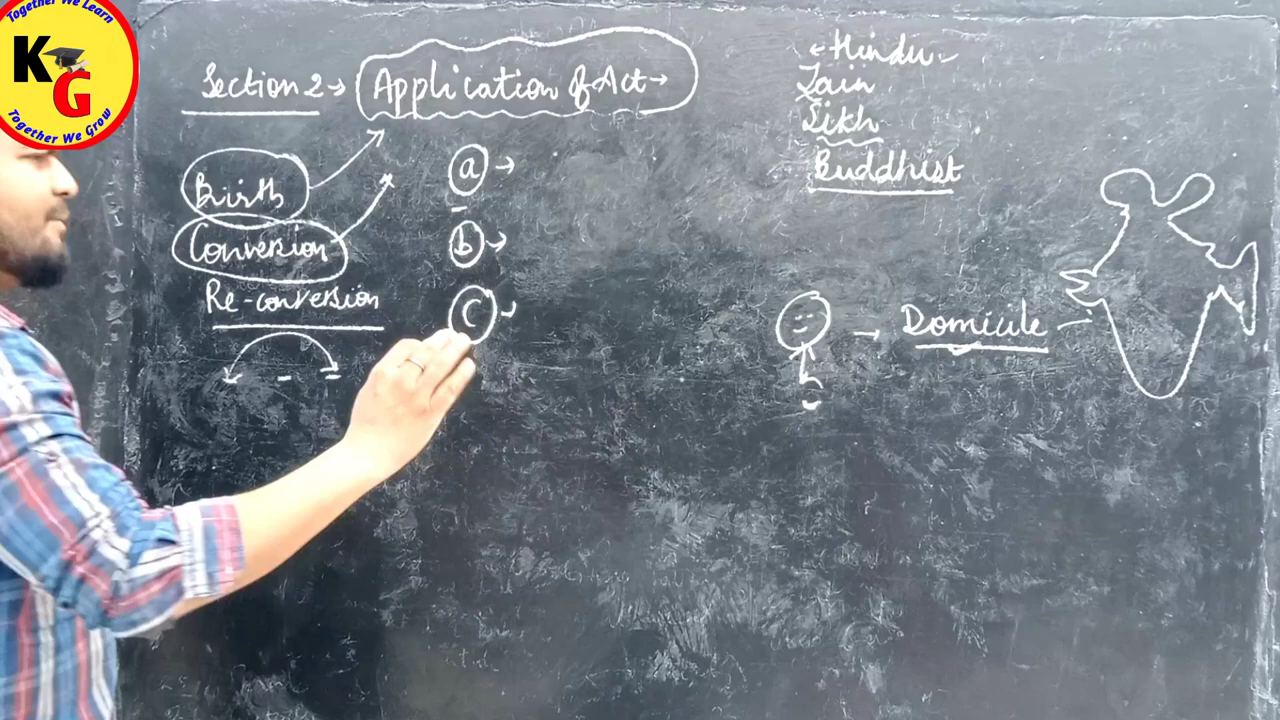 Together We Learn
KG
Together We Grow
Section 2 → Application of Act →
Birth
Conversion
Re-conversion
a →
b →
c
Hindu
Jain
Sikh
Buddhist
→ Domicile